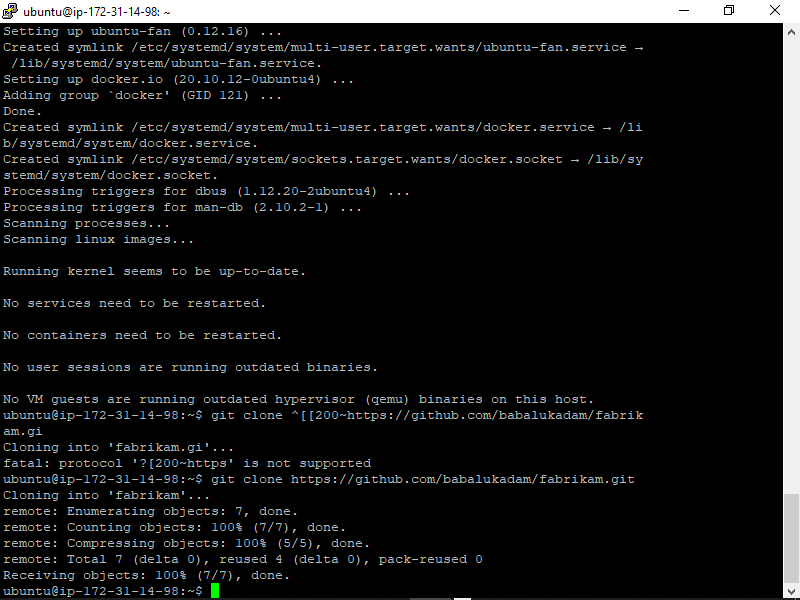 ubuntu@ip-172-31-14-98: ~
Setting up ubuntu-fan (0.12.16) ...
Created symlink /etc/systemd/system/multi-user.target.wants/ubuntu-fan.service →
 /lib/systemd/system/ubuntu-fan.service.
Setting up docker.io (20.10.12-0ubuntu4) ...
Adding group `docker' (GID 121) ...
Done.
Created symlink /etc/systemd/system/multi-user.target.wants/docker.service → /li
b/systemd/system/docker.service.
Created symlink /etc/systemd/system/sockets.target.wants/docker.socket → /lib/sy
stemd/system/docker.socket.
Processing triggers for dbus (1.12.20-2ubuntu4) ...
Processing triggers for man-db (2.10.2-1) ...
Scanning processes...
Scanning linux images...
Running kernel seems to be up-to-date.
No services need to be restarted.
No containers need to be restarted.
No user sessions are running outdated binaries.
No VM guests are running outdated hypervisor (qemu) binaries on this host.
ubuntu@ip-172-31-14-98:~$ git clone ^[[200~https://github.com/babalukadam/fabrik
am.gi
Cloning into 'fabrikam.gi'...
fatal: protocol '?[200~https' is not supported
ubuntu@ip-172-31-14-98:~$ git clone https://github.com/babalukadam/fabrikam.git
Cloning into 'fabrikam'...
remote: Enumerating objects: 7, done.
remote: Counting objects: 100% (7/7), done.
remote: Compressing objects: 100% (5/5), done.
remote: Total 7 (delta 0), reused 4 (delta 0), pack-reused 0
Receiving objects: 100% (7/7), done.
ubuntu@ip-172-31-14-98:~$